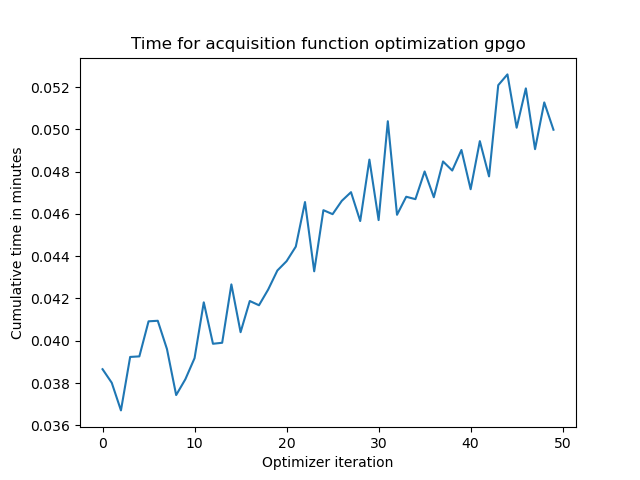 Time for acquisition function optimization gpgo
0.052
0.050
0.048
0.046
0.044
0.042
0.040
0.038
0.036
Cumulative time in minutes
0 10 20 30 40 50
Optimizer iteration